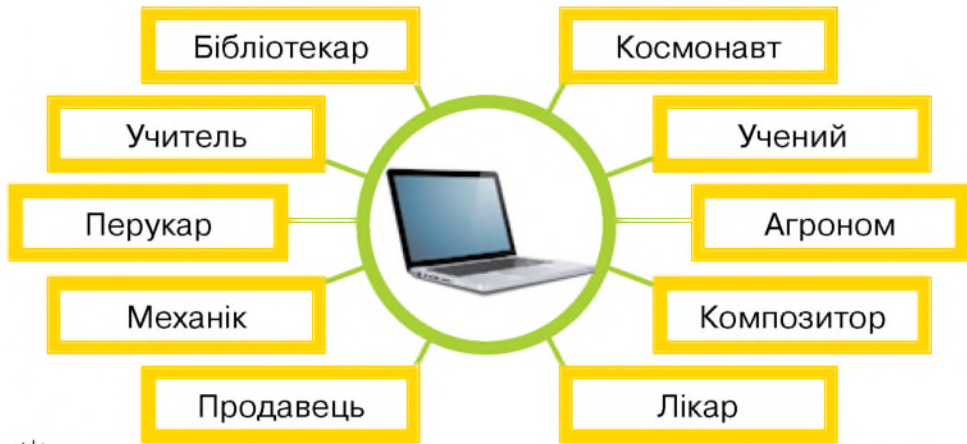 Бібліотекар
Космонавт
Учитель
Учений
Перукар
Агроном
Механік
Композитор
Продавець
Лікар